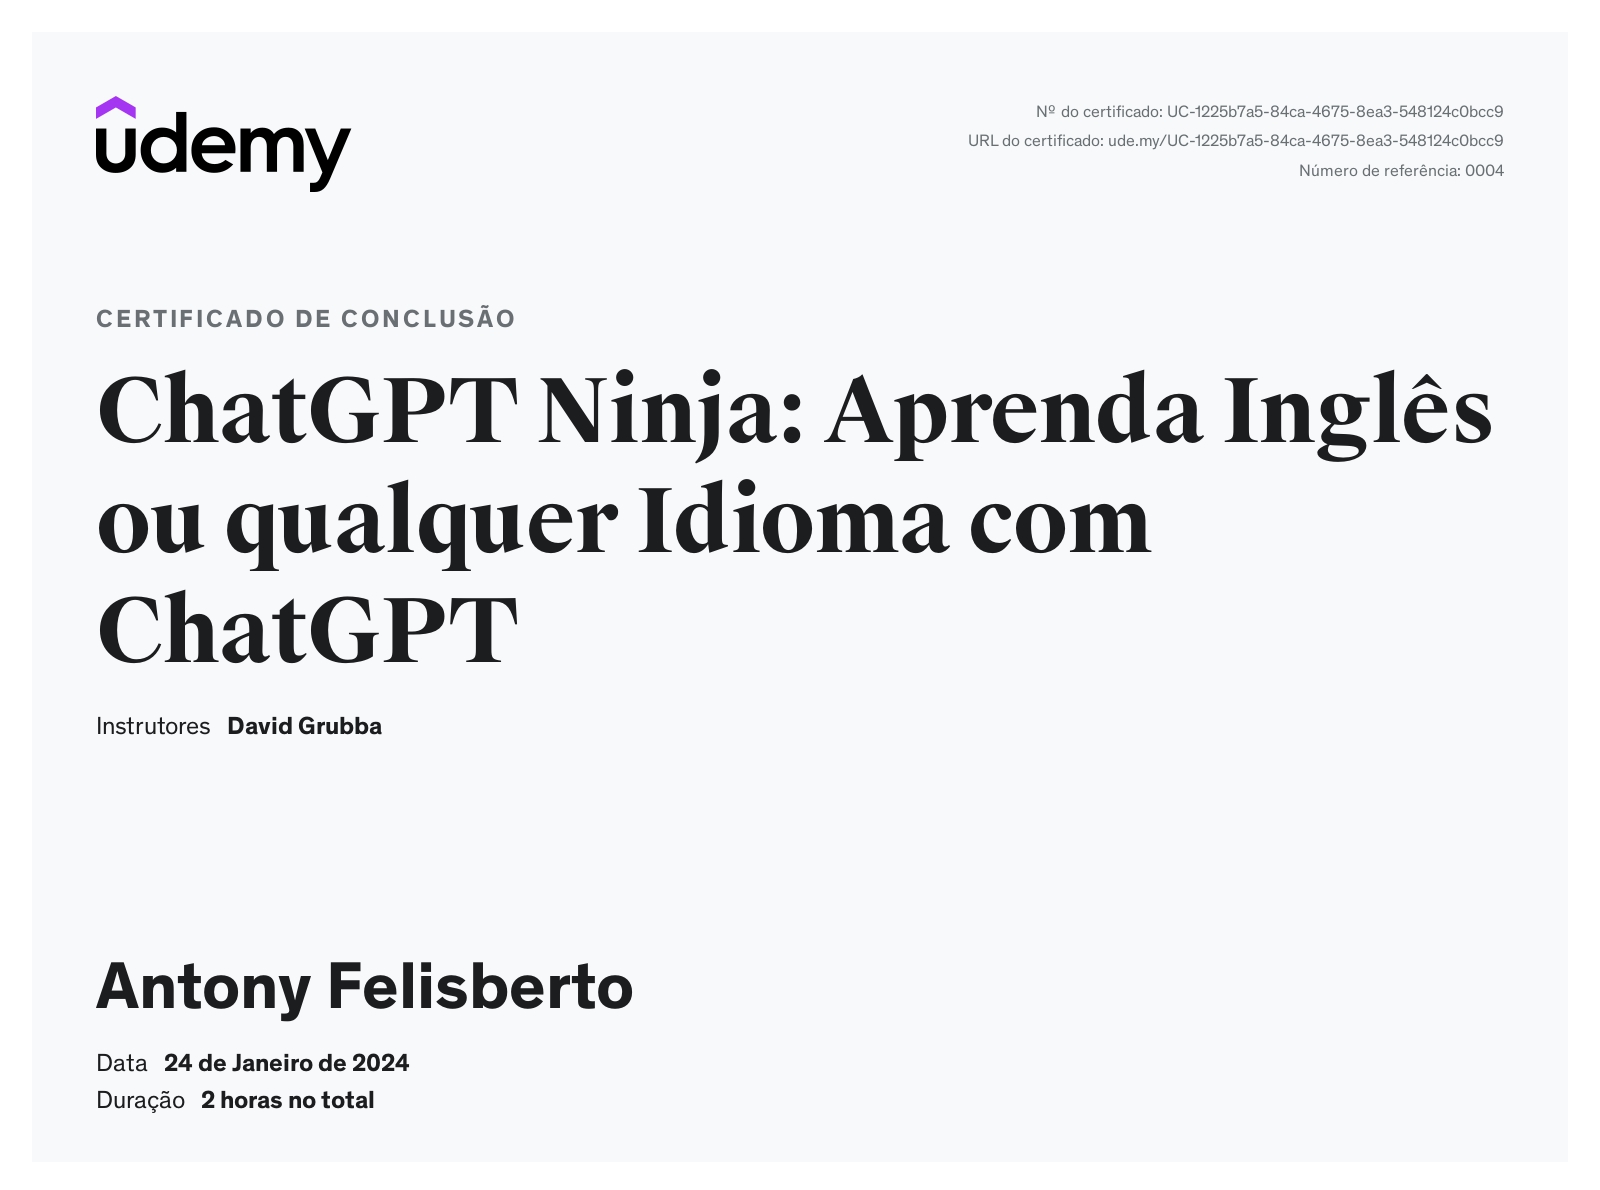 udemy
Nº do certificado: UC-1225b7a5-84ca-4675-8ea3-548124c0bcc9
URL do certificado: ude.my/UC-1225b7a5-84ca-4675-8ea3-548124c0bcc9
Número de referência: 0004
CERTIFICADO DE CONCLUSÃO
ChatGPT Ninja: Aprenda Inglês
ou qualquer Idioma com
ChatGPT
Instrutores David Grubba
Antony Felisberto
Data 24 de Janeiro de 2024
Duração 2 horas no total